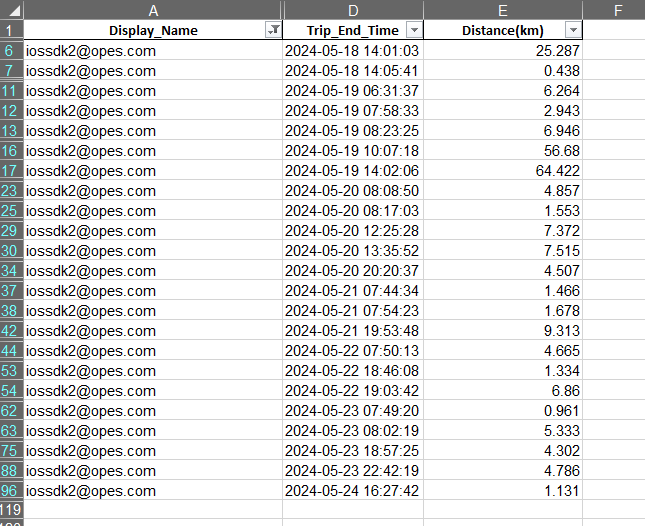 A D E F
1 Display_Name Trip_End_Time Distance(km)
6 iossdk2@opes.com 2024-05-18 14:01:03 25.287
7 iossdk2@opes.com 2024-05-18 14:05:41 0.438
11 iossdk2@opes.com 2024-05-19 06:31:37 6.264
12 iossdk2@opes.com 2024-05-19 07:58:33 2.943
13 iossdk2@opes.com 2024-05-19 08:23:25 6.946
16 iossdk2@opes.com 2024-05-19 10:07:18 56.68
17 iossdk2@opes.com 2024-05-19 14:02:06 64.422
23 iossdk2@opes.com 2024-05-20 08:08:50 4.857
25 iossdk2@opes.com 2024-05-20 08:17:03 1.553
29 iossdk2@opes.com 2024-05-20 12:25:28 7.372
30 iossdk2@opes.com 2024-05-20 13:35:52 7.515
34 iossdk2@opes.com 2024-05-20 20:20:37 4.507
37 iossdk2@opes.com 2024-05-21 07:44:34 1.466
38 iossdk2@opes.com 2024-05-21 07:54:23 1.678
42 iossdk2@opes.com 2024-05-21 19:53:48 9.313
44 iossdk2@opes.com 2024-05-22 07:50:13 4.665
53 iossdk2@opes.com 2024-05-22 18:46:08 1.334
54 iossdk2@opes.com 2024-05-22 19:03:42 6.86
62 iossdk2@opes.com 2024-05-23 07:49:20 0.961
63 iossdk2@opes.com 2024-05-23 08:02:19 5.333
75 iossdk2@opes.com 2024-05-23 18:57:25 4.302
88 iossdk2@opes.com 2024-05-23 22:42:19 4.786
96 iossdk2@opes.com 2024-05-24 16:27:42 1.131
119